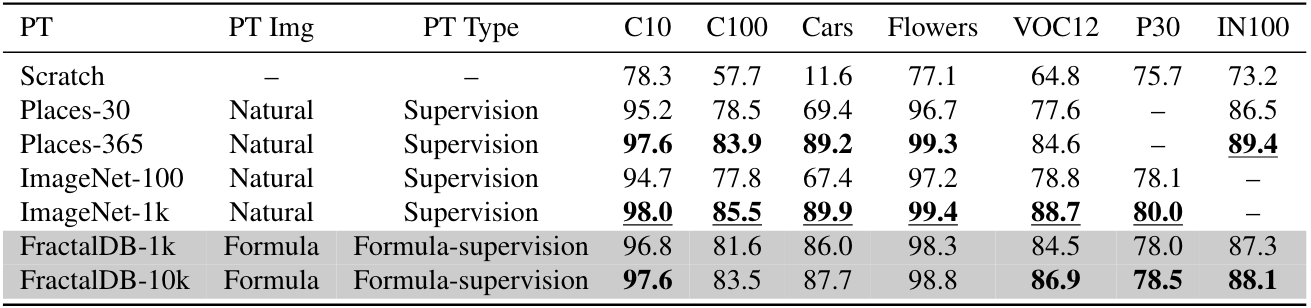 PT PT Img PT Type C10 C100 Cars Flowers VOC12 P30 IN100
Scratch – – 78.3 57.7 11.6 77.1 64.8 75.7 73.2
Places-30 Natural Supervision 95.2 78.5 69.4 96.7 77.6 – 86.5
Places-365 Natural Supervision 97.6 83.9 89.2 99.3 84.6 – 89.4
ImageNet-100 Natural Supervision 94.7 77.8 67.4 97.2 78.8 78.1 –
ImageNet-1k Natural Supervision 98.0 85.5 89.9 99.4 88.7 80.0 –
FractalDB-1k Formula Formula-supervision 96.8 81.6 86.0 98.3 84.5 78.0 87.3
FractalDB-10k Formula Formula-supervision 97.6 83.5 87.7 98.8 86.9 78.5 88.1